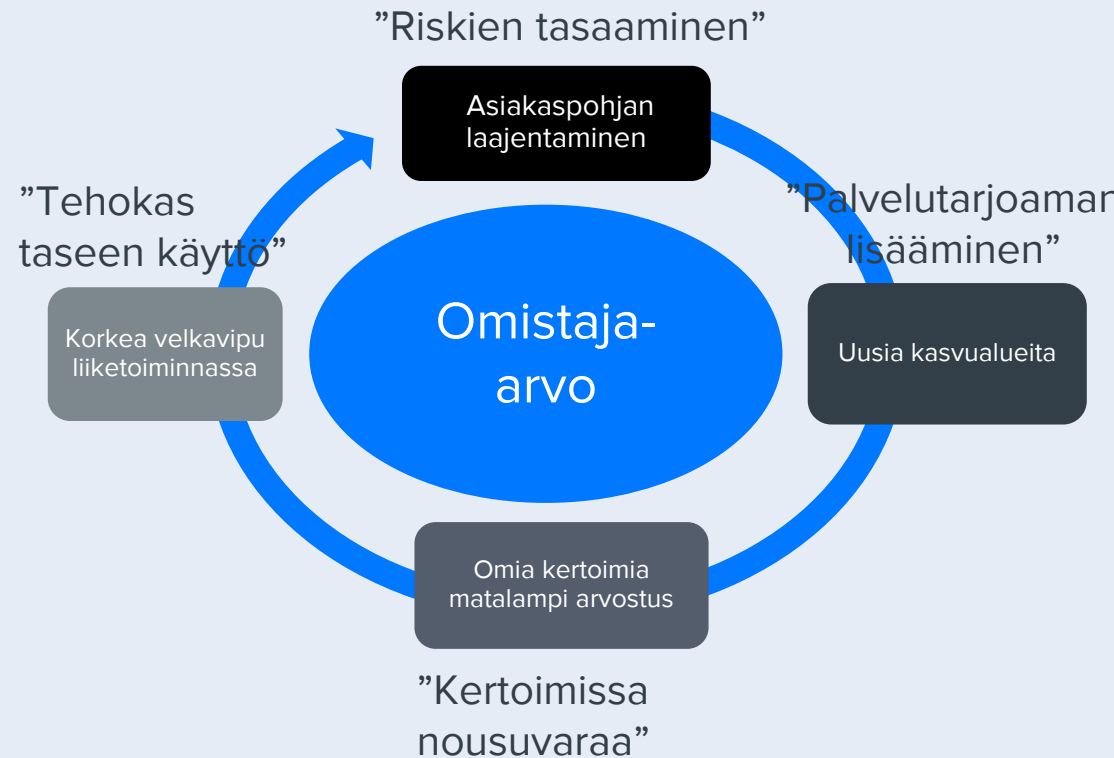 ”Riskien tasaaminen”
Asiakaspohjan
laajentaminen
”Tehokas
taseen käyttö”
”Palvelutarjoaman
lisääminen”
Korkea velkavipu
liiketoiminnassa
Omistaja-
arvo
Uusia kasvualueita
Omia kertoimia
matalampi arvostus
”Kertoimissa
nousuvaraa”